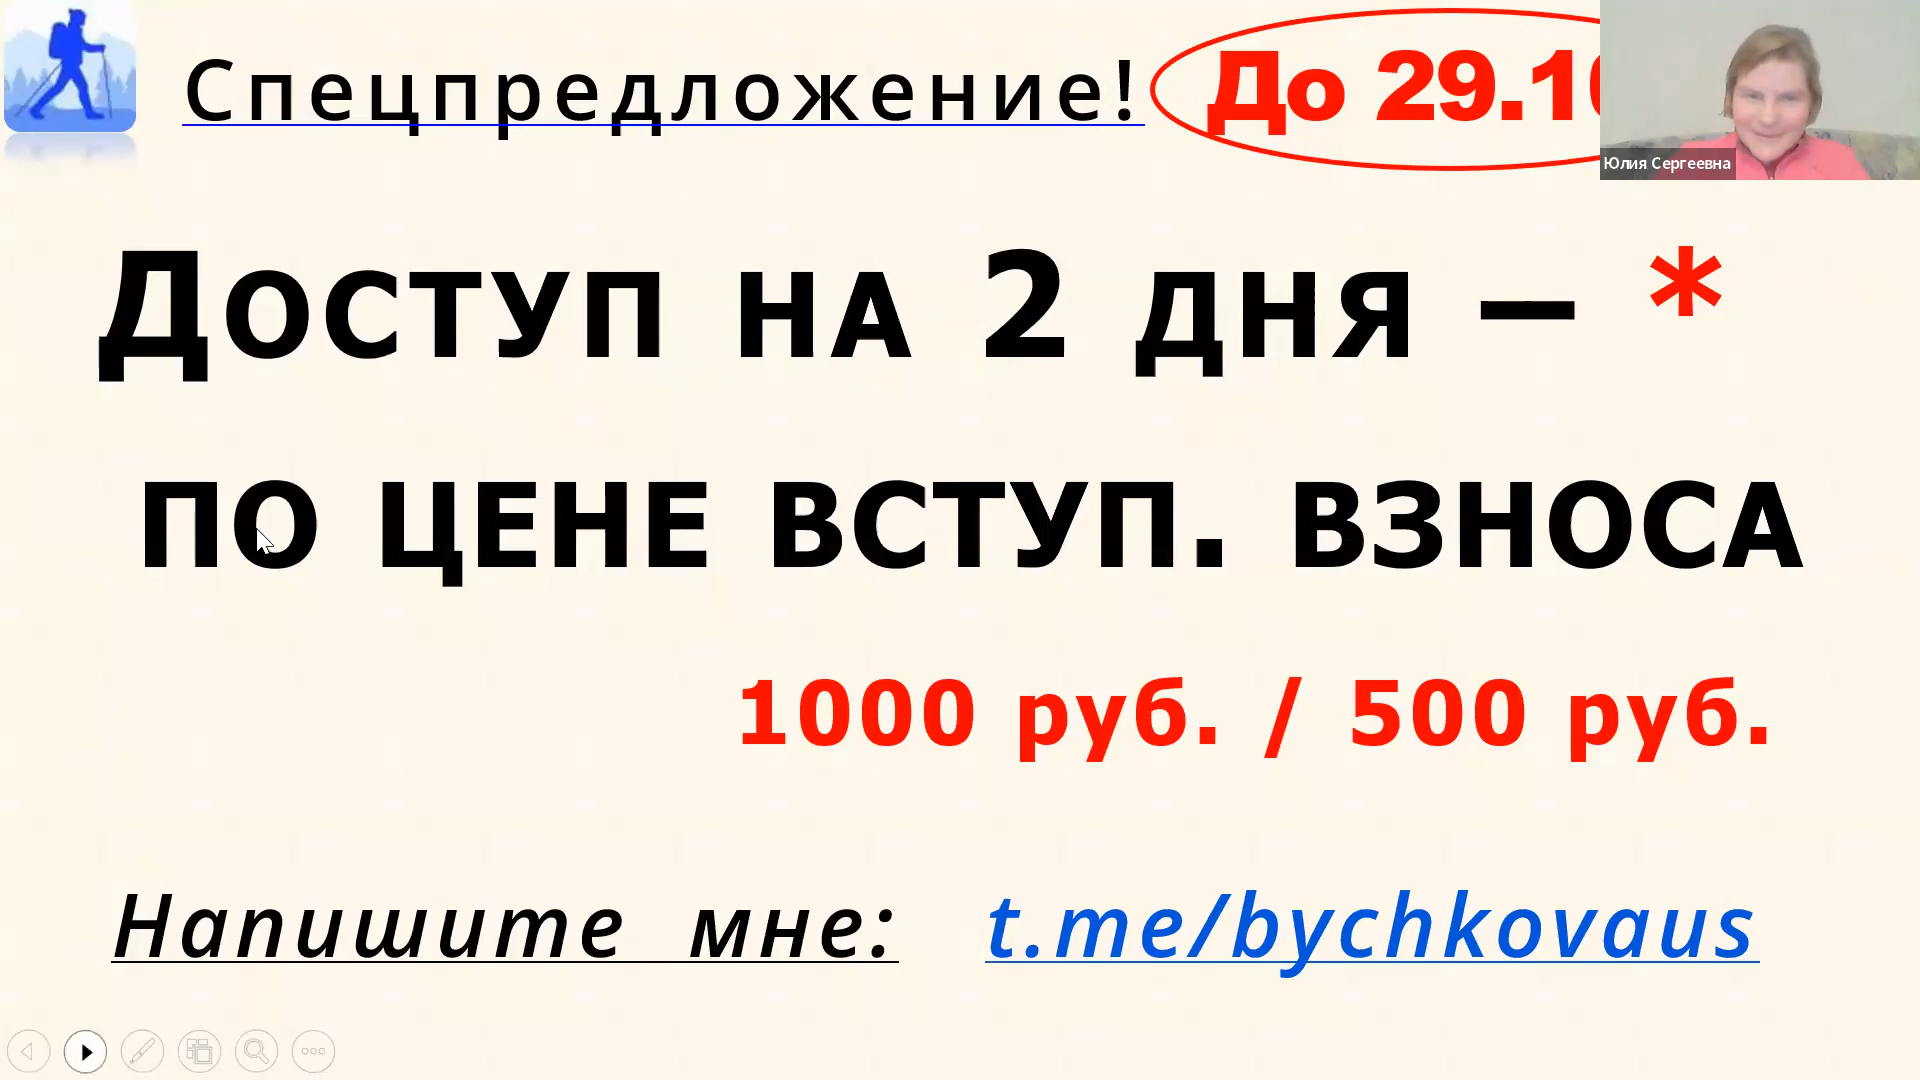 Спецпредложение! До 29.10
Юлия Сергеевна
Доступ на 2 дня – *
по цене вступ. взноса
1000 руб. / 500 руб.
Напишите мне: t.me/bychkovaus